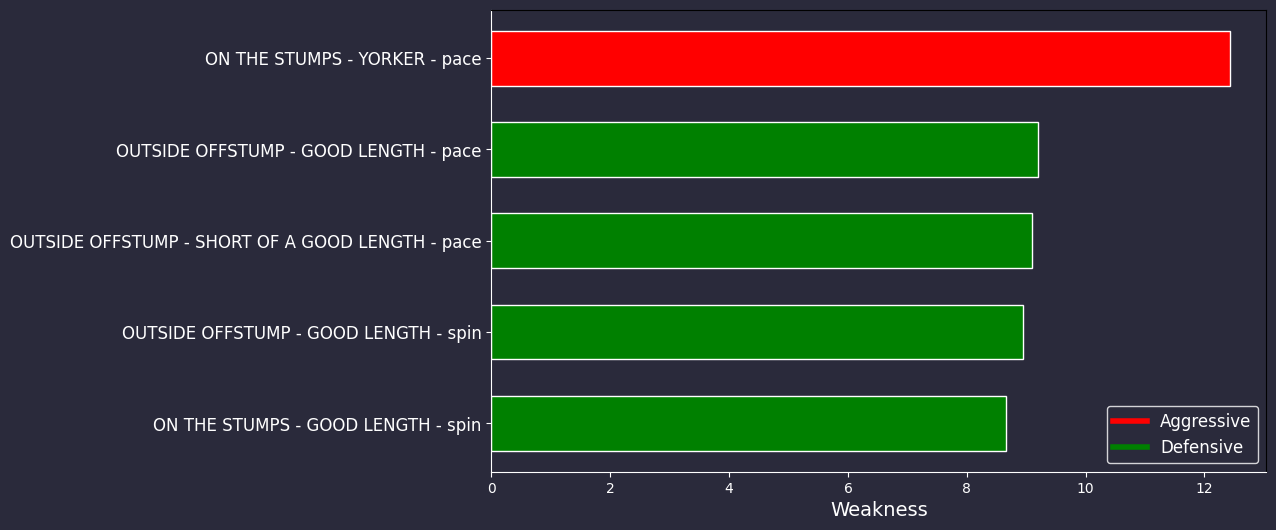 ON THE STUMPS - YORKER - pace
OUTSIDE OFFSTUMP - GOOD LENGTH - pace
OUTSIDE OFFSTUMP - SHORT OF A GOOD LENGTH - pace
OUTSIDE OFFSTUMP - GOOD LENGTH - spin
ON THE STUMPS - GOOD LENGTH - spin
Aggressive
Defensive
0 2 4 6 8 10 12
Weakness